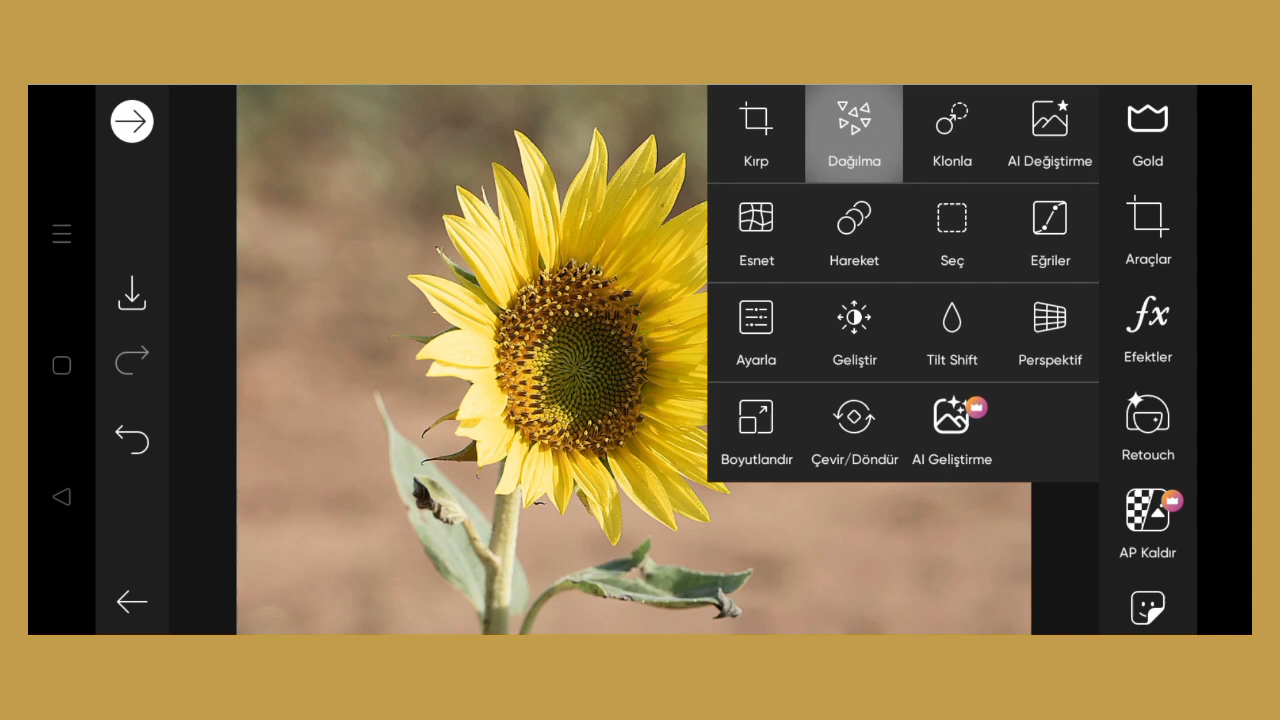 Kırp
Dağılma
Klonla
AI Değiştirme
Gold
Esnet
Hareket
Seç
Eğriler
Araçlar
Ayarla
Geliştir
Tilt Shift
Perspektif
fx
Efektler
Boyutlandır
Çevir/Döndür
AI Geliştirme
Retouch
AP Kaldır